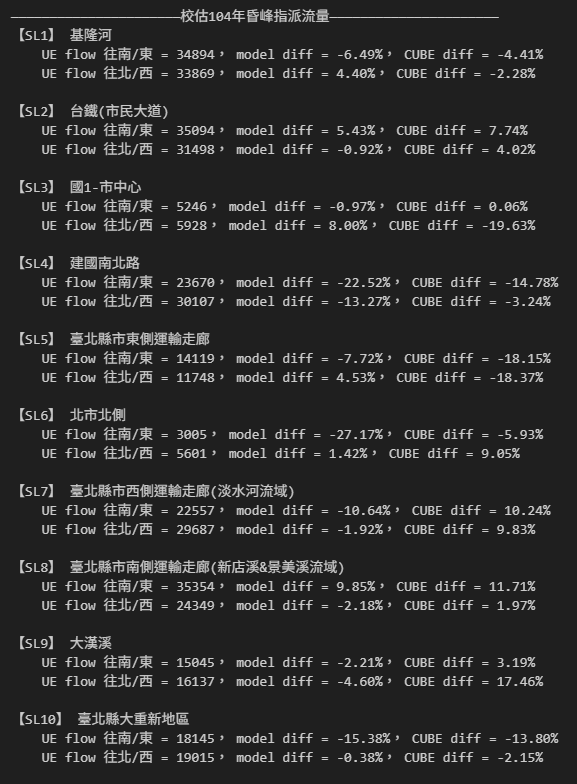 ———————————————————————校估104年昏峰指派流量———————————————————————
【SL1】 基隆河
UE flow 往南/東 = 34894， model diff = -6.49%， CUBE diff = -4.41%
UE flow 往北/西 = 33869， model diff = 4.40%， CUBE diff = -2.28%
【SL2】 台鐵(市民大道)
UE flow 往南/東 = 35094， model diff = 5.43%， CUBE diff = 7.74%
UE flow 往北/西 = 31498， model diff = -0.92%， CUBE diff = 4.02%
【SL3】 國1-市中心
UE flow 往南/東 = 5246， model diff = -0.97%， CUBE diff = 0.06%
UE flow 往北/西 = 5928， model diff = 8.00%， CUBE diff = -19.63%
【SL4】 建國南北路
UE flow 往南/東 = 23670， model diff = -22.52%， CUBE diff = -14.78%
UE flow 往北/西 = 30107， model diff = -13.27%， CUBE diff = -3.24%
【SL5】 臺北縣市東側運輸走廊
UE flow 往南/東 = 14119， model diff = -7.72%， CUBE diff = -18.15%
UE flow 往北/西 = 11748， model diff = 4.53%， CUBE diff = -18.37%
【SL6】 北市北側
UE flow 往南/東 = 3005， model diff = -27.17%， CUBE diff = -5.93%
UE flow 往北/西 = 5601， model diff = 1.42%， CUBE diff = 9.05%
【SL7】 臺北縣市西側運輸走廊(淡水河流域)
UE flow 往南/東 = 22557， model diff = -10.64%， CUBE diff = 10.24%
UE flow 往北/西 = 29687， model diff = -1.92%， CUBE diff = 9.83%
【SL8】 臺北縣市南側運輸走廊(新店溪&景美溪流域)
UE flow 往南/東 = 35354， model diff = 9.85%， CUBE diff = 11.71%
UE flow 往北/西 = 24349， model diff = -2.18%， CUBE diff = 1.97%
【SL9】 大漢溪
UE flow 往南/東 = 15045， model diff = -2.21%， CUBE diff = 3.19%
UE flow 往北/西 = 16137， model diff = -4.60%， CUBE diff = 17.46%
【SL10】 臺北縣大重新地區
UE flow 往南/東 = 18145， model diff = -15.38%， CUBE diff = -13.80%
UE flow 往北/西 = 19015， model diff = -0.38%， CUBE diff = -2.15%